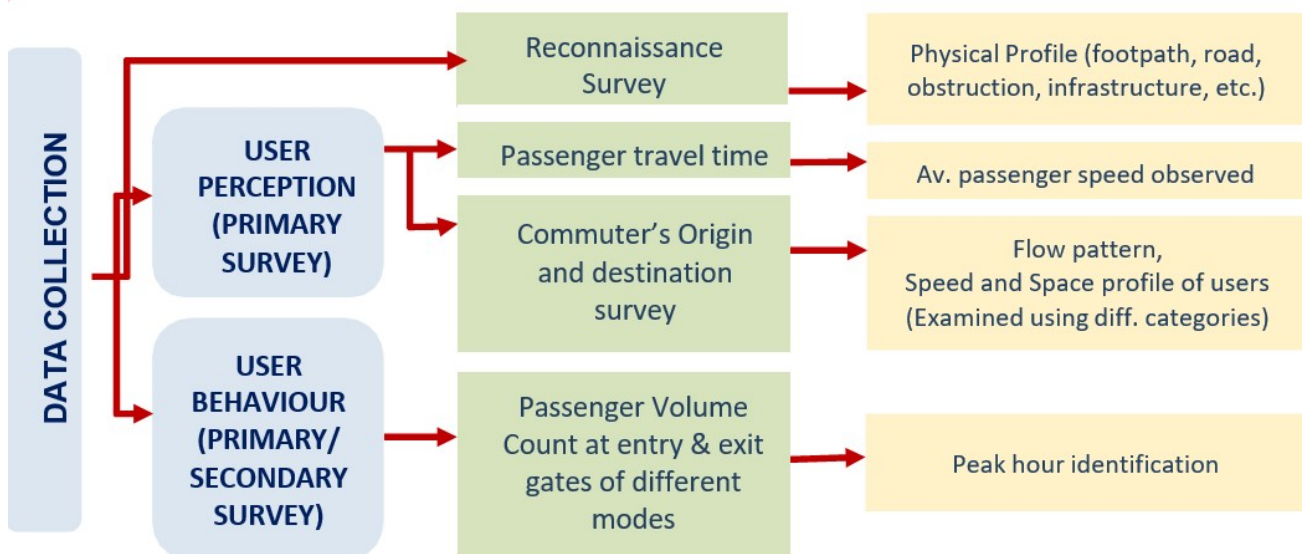 DATA COLLECTION
USER
PERCEPTION
(PRIMARY
SURVEY)
USER
BEHAVIOUR
(PRIMARY/
SECONDARY
SURVEY)
Reconnaissance
Survey
Passenger travel time
Commuter’s Origin
and destination
survey
Passenger Volume
Count at entry & exit
gates of different
modes
Physical Profile (footpath, road,
obstruction, infrastructure, etc.)
Av. passenger speed observed
Flow pattern,
Speed and Space profile of users
(Examined using diff. categories)
Peak hour identification